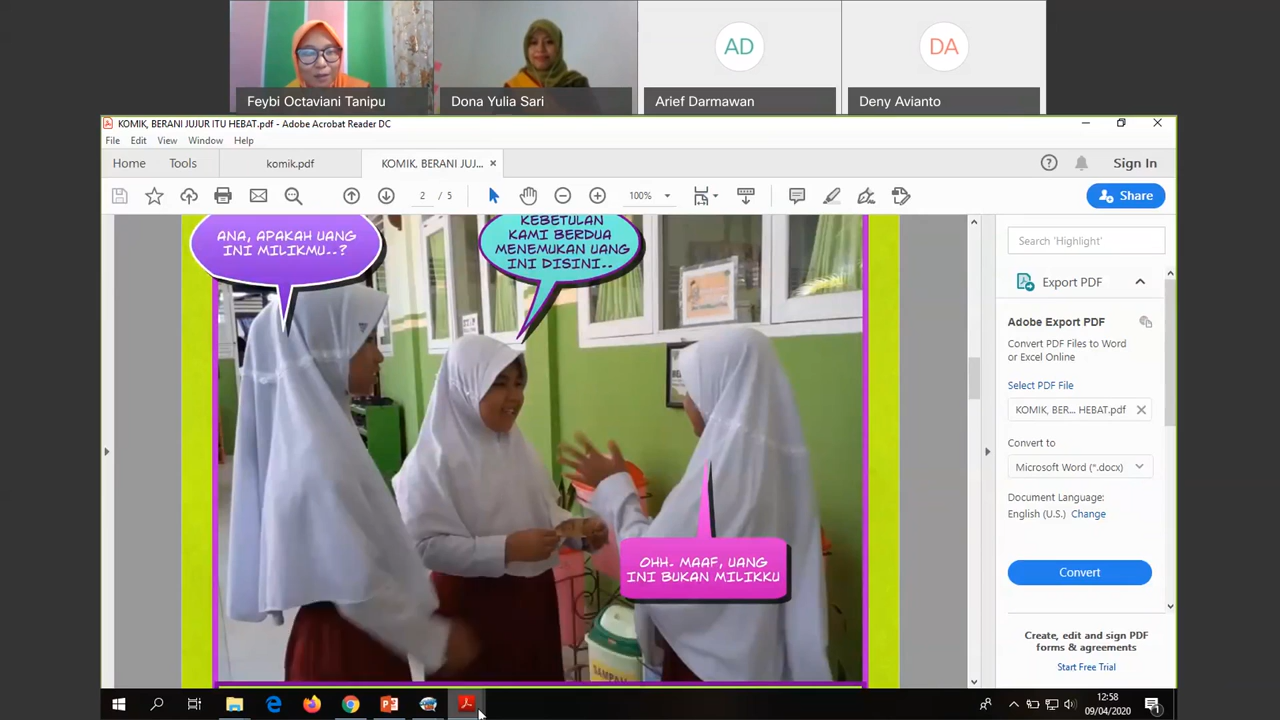 AD
DA
Feybi Octaviani Tanipu
Dona Yulia Sari
Arief Darmawan
Deny Avianto
KOMIK, BERANI JUJUR ITU HEBAT.pdf - Adobe Acrobat Reader DC
File Edit View Window Help
Home Tools komik.pdf KOMIK, BERANI JUJ... Sign In
2 / 5 100% Share
ANA, APAKAH UANG
INI MILIKMU..?
KEBETULAN
KAMI BERDUA
MENEMUKAN UANG
INI DISINI..
OHH- MAAF, UANG
INI BUKAN MILIKKU
SAMPAH
Search 'Highlight'
Export PDF
Adobe Export PDF
Convert PDF Files to Word
or Excel Online
Select PDF File
KOMIK, BER... HEBAT.pdf
Convert to
Microsoft Word (*.docx)
Document Language:
English (U.S.) Change
Convert
Create, edit and sign PDF
forms & agreements
Start Free Trial
12:58
09/04/2020